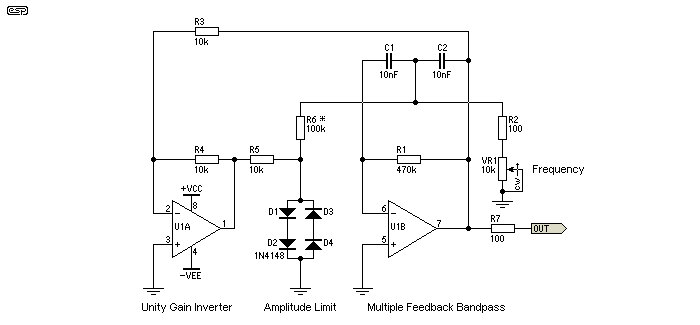 esp
R3
10k
C1
C2
10nF
10nF
R6 *
100k
R2
100
R4
10k
R5
10k
R1
470k
VR1
10k
cw
Frequency
+VCC
2
8
U1A
1
3
4
-VEE
D1
D3
D2
D4
1N4148
6
U1B
7
5
R7
100
OUT
Unity Gain Inverter
Amplitude Limit
Multiple Feedback Bandpass